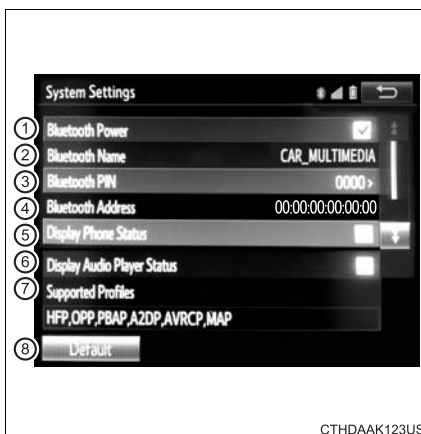 System Settings
① Bluetooth Power
② Bluetooth Name CAR_MULTIMEDIA
③ Bluetooth PIN 0000 >
④ Bluetooth Address 00:00:00:00:00:00
⑤ Display Phone Status
⑥ Display Audio Player Status
⑦ Supported Profiles
HFP,OPP,PBAP,A2DP,AVRCP,MAP
⑧ Default
CTHDAAK123US